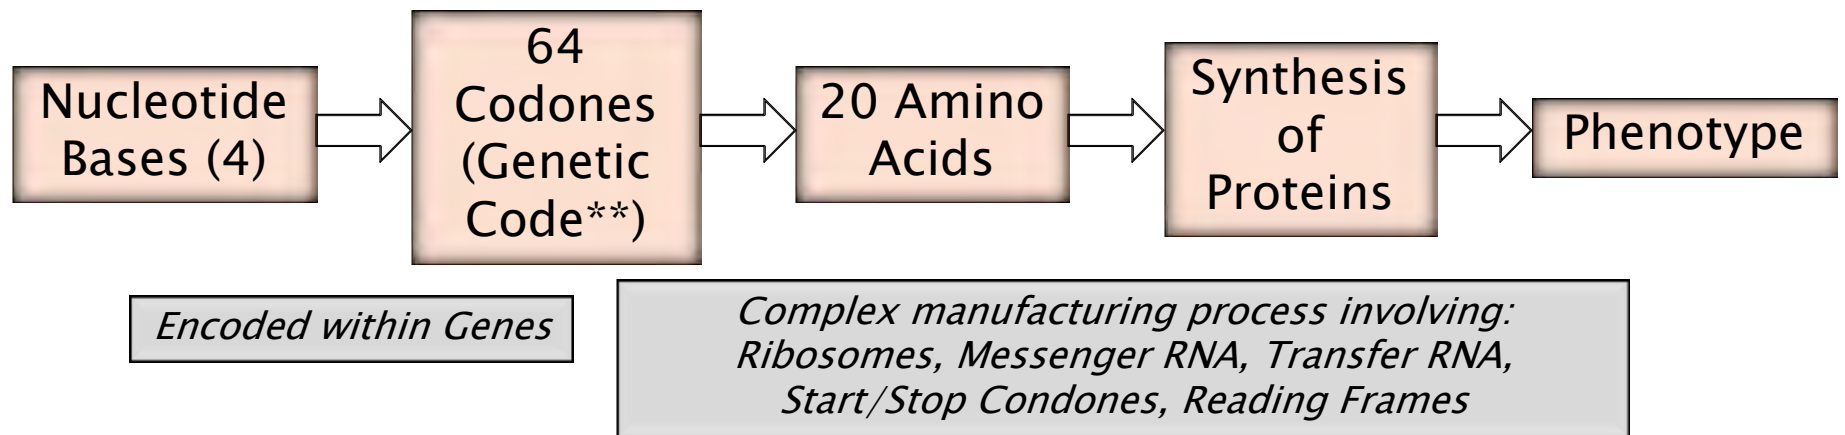 Nucleotide
Bases (4)
64
Codones
(Genetic
Code**)
20 Amino
Acids
Synthesis
of
Proteins
Phenotype
Encoded within Genes
Complex manufacturing process involving:
Ribosomes, Messenger RNA, Transfer RNA,
Start/Stop Condones, Reading Frames